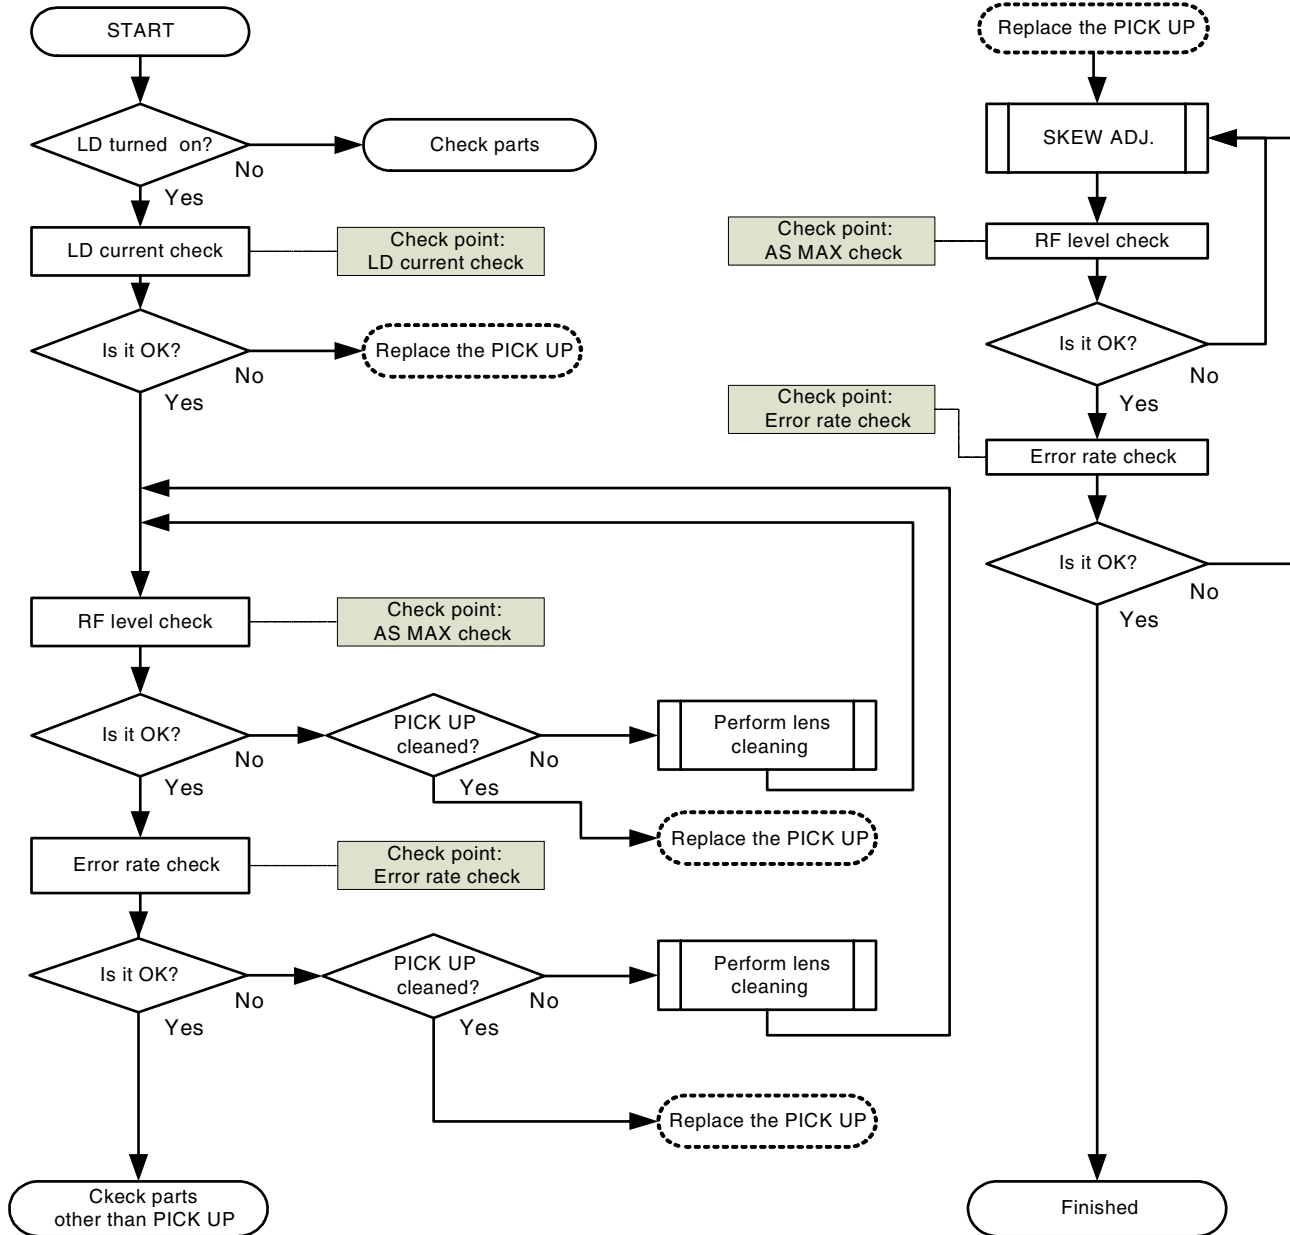 START
LD turned on?
No
Yes
Check parts
LD current check
Check point:
LD current check
Is it OK?
No
Yes
Replace the PICK UP
RF level check
Check point:
AS MAX check
Is it OK?
No
Yes
PICK UP
cleaned?
No
Yes
Perform lens
cleaning
Replace the PICK UP
Error rate check
Check point:
Error rate check
Is it OK?
No
Yes
PICK UP
cleaned?
No
Yes
Perform lens
cleaning
Replace the PICK UP
Ckeck parts
other than PICK UP
Replace the PICK UP
SKEW ADJ.
Check point:
AS MAX check
RF level check
Is it OK?
No
Yes
Check point:
Error rate check
Error rate check
Is it OK?
No
Yes
Finished